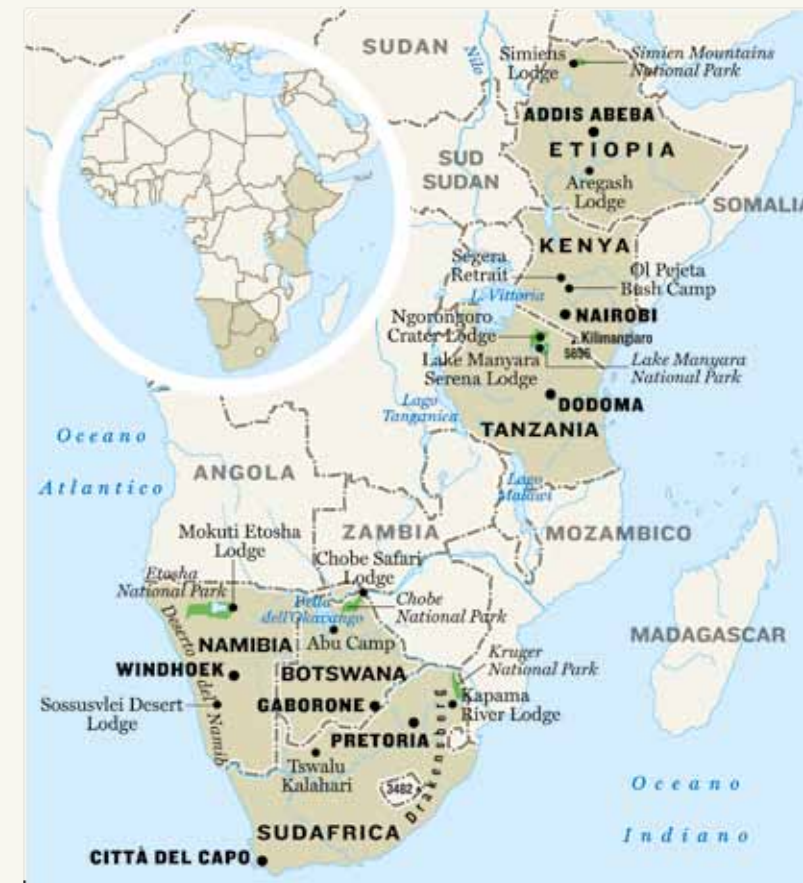 SUDAN
Nilo
Simiens
Lodge
Simien Mountains
National Park
ADDIS ABEBA
ETIOPIA
SUD
SUDAN
Aregash
Lodge
SOMALIA
KENYA
Segera
Retrait
Ol Pejeta
Bush Camp
L. Vittoria
NAIROBI
Ngorongoro
Crater Lodge
Kilimangiaro
Lake Manyara
Serena Lodge
Lake Manyara
National Park
Lago
Tanganica
DODOMA
TANZANIA
Oceano
Atlantico
ANGOLA
Lago
Malawi
Mokuti Etosha
Lodge
ZAMBIA
MOZAMBICO
Chobe Safari
Lodge
Etosha
National Park
Chobe
National Park
dell'Okavango
Abu Camp
MADAGASCAR
NAMIBIA
Deserto del Namib
BOTSWANA
Kruger
National Park
WINDHOEK
Sossusvlei Desert
Lodge
GABORONE
Kapama
River Lodge
PRETORIA
Drakensberg
Tswalu
Kalahari
3482
Oceano
Indiano
SUDAFRICA
CITTÀ DEL CAPO